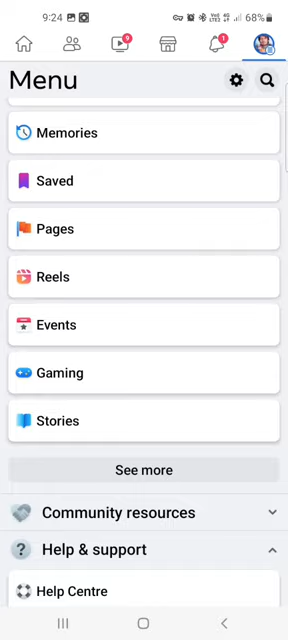 9:24 68%
9 1
Menu
Memories
Saved
Pages
Reels
Events
Gaming
Stories
See more
Community resources
? Help & support
Help Centre